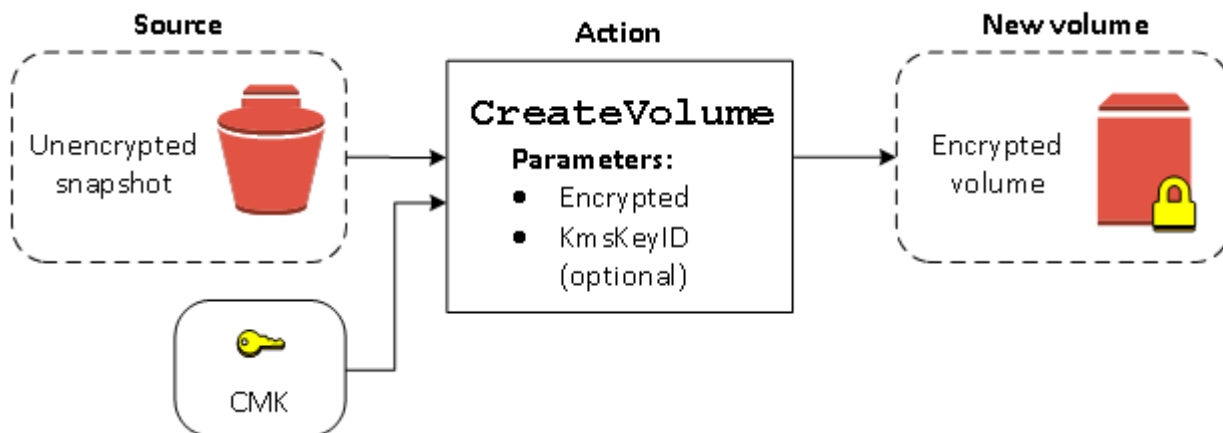 Source
Unencrypted
snapshot
CMK
Action
CreateVolume
Parameters:
● Encrypted
● KmsKeyID
(optional)
New volume
Encrypted
volume